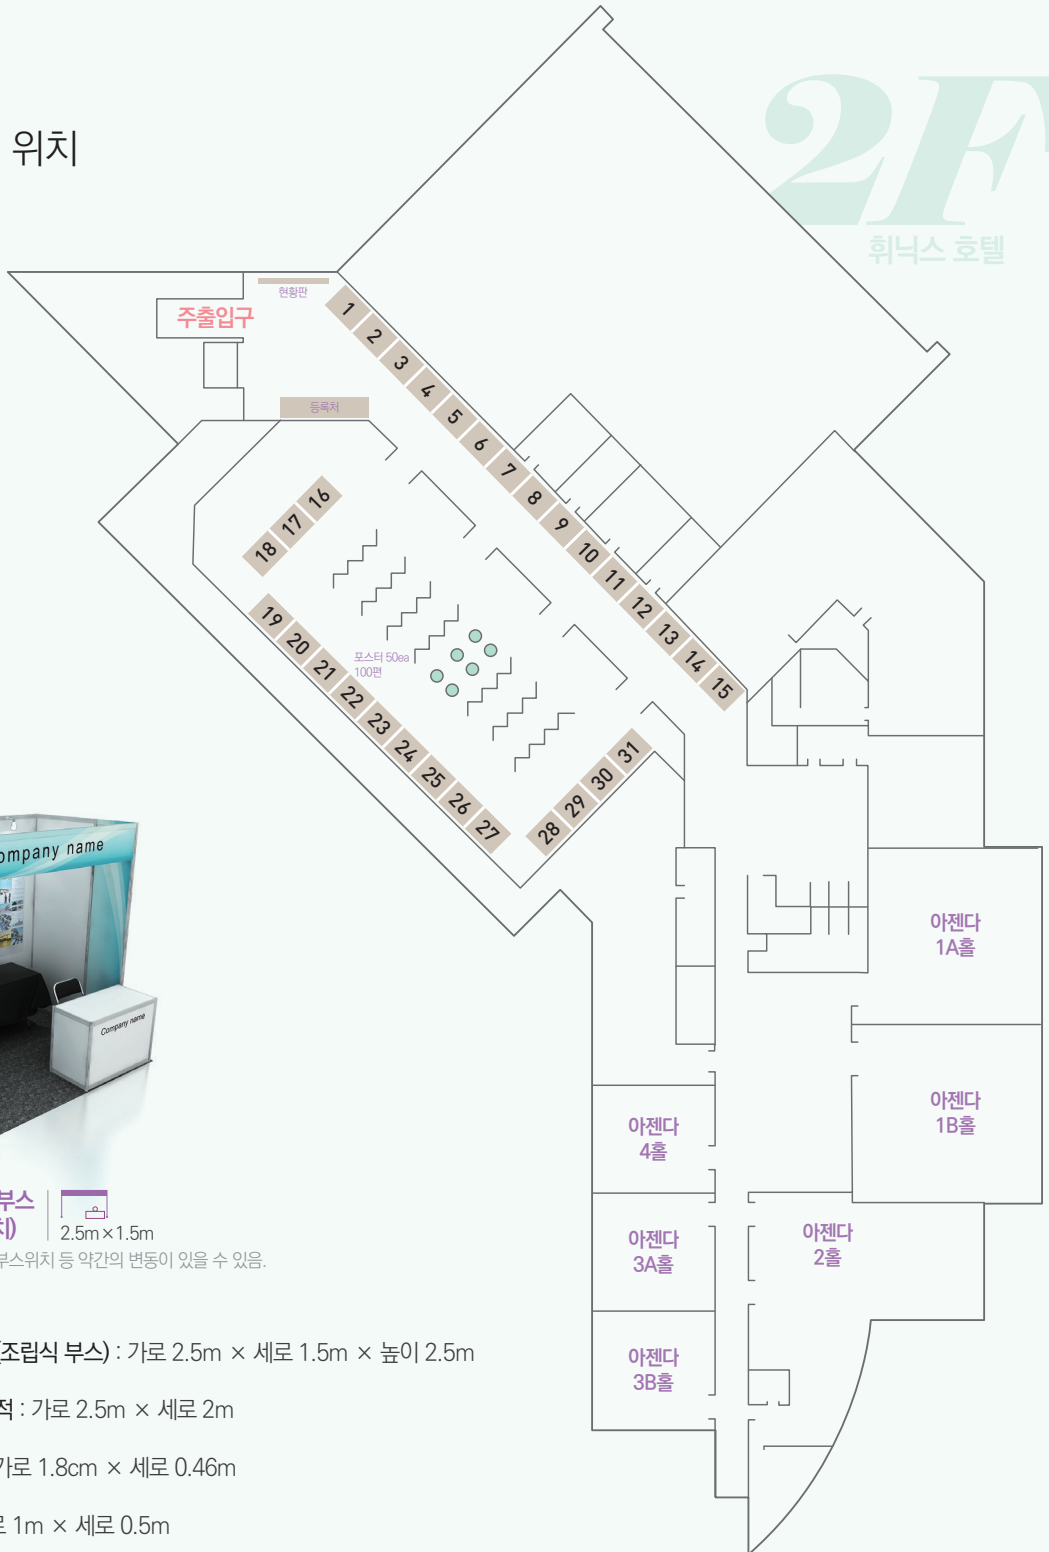 위치
2F
휘닉스 호텔
현황판
주출입구
등록처
1
2
3
4
5
6
7
8
9
10
11
12
13
14
15
16
17
18
19
20
21
22
23
24
25
26
27
28
29
30
31
포스터 50ea
100편
ompany name
Company name
아젠다
1A홀
아젠다
1B홀
아젠다
4홀
아젠다
3A홀
아젠다
2홀
아젠다
3B홀
부스
치)
2.5m×1.5m
부스위치 등 약간의 변동이 있을 수 있음.
(조립식 부스) : 가로 2.5m × 세로 1.5m × 높이 2.5m
적 : 가로 2.5m × 세로 2m
가로 1.8cm × 세로 0.46m
로 1m × 세로 0.5m